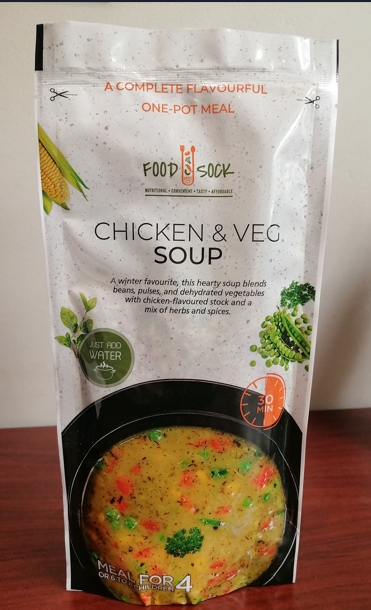 A COMPLETE FLAVOURFUL
ONE-POT MEAL
FOOD SOCK
NUTRITIONAL • CONVENIENT • TASTY • AFFORDABLE
CHICKEN & VEG
SOUP
A winter favourite, this hearty soup blends
beans, pulses, and dehydrated vegetables
with chicken-flavoured stock and a
mix of herbs and spices.
JUST ADD
WATER
30
MIN
MEAL FOR 4
CHILDREN